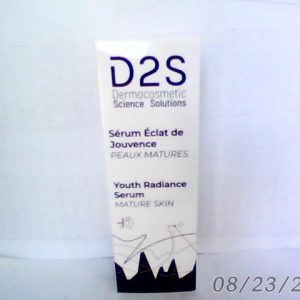 D2S
Dermocosmetic
Science Solutions
Sérum Éclat de
Jouvence
PEAUX MATURES
Youth Radiance
Serum
MATURE SKIN
08/23/2